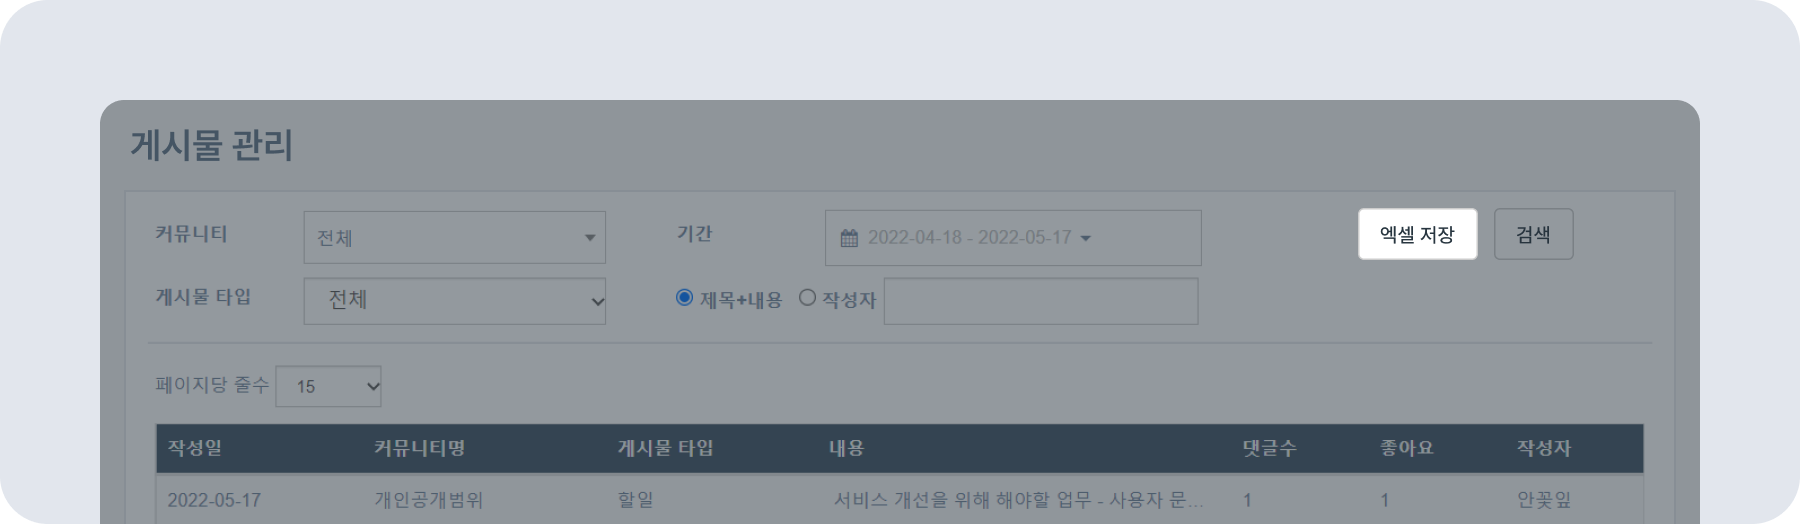 게시물 관리
커뮤니티 전체 기간 2022-04-18 - 2022-05-17 엑셀 저장 검색
게시물 타입 전체 제목+내용 작성자
페이지당 줄수 15
작성일 커뮤니티명 게시물 타입 내용 댓글수 좋아요 작성자
2022-05-17 개인공개범위 할일 서비스 개선을 위해 해야할 업무 - 사용자 문... 1 1 안꽃잎